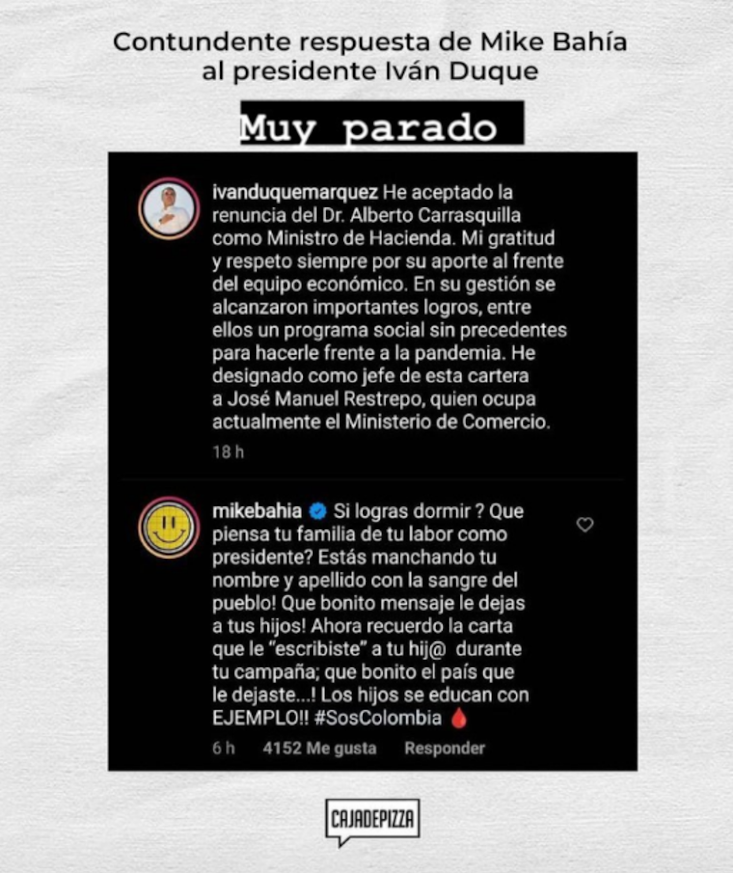 Contundente respuesta de Mike Bahía
al presidente Iván Duque
Muy parado
ivanduquemarquez He aceptado la
renuncia del Dr. Alberto Carrasquilla
como Ministro de Hacienda. Mi gratitud
y respeto siempre por su aporte al frente
del equipo económico. En su gestión se
alcanzaron importantes logros, entre
ellos un programa social sin precedentes
para hacerle frente a la pandemia. He
designado como jefe de esta cartera
a José Manuel Restrepo, quien ocupa
actualmente el Ministerio de Comercio.
18 h
mikebahia Si logras dormir ? Que
piensa tu familia de tu labor como
presidente? Estás manchando tu
nombre y apellido con la sangre del
pueblo! Que bonito mensaje le dejas
a tus hijos! Ahora recuerdo la carta
que le “escribiste” a tu hij@ durante
tu campaña; que bonito el país que
le dejaste...! Los hijos se educan con
EJEMPLO!! #SosColombia 🩸
6 h 4152 Me gusta Responder
CAJADEPIZZA